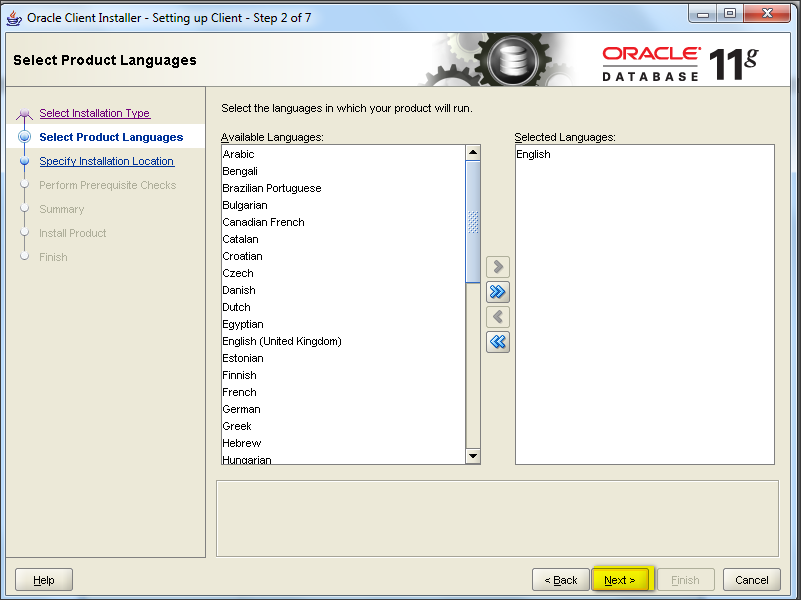 Oracle Client Installer - Setting up Client - Step 2 of 7
Select Product Languages
ORACLE
DATABASE 11g
Select Installation Type
Select Product Languages
Specify Installation Location
Perform Prerequisite Checks
Summary
Install Product
Finish
Select the languages in which your product will run.
Available Languages:
Arabic
Bengali
Brazilian Portuguese
Bulgarian
Canadian French
Catalan
Croatian
Czech
Danish
Dutch
Egyptian
English (United Kingdom)
Estonian
Finnish
French
German
Greek
Hebrew
Hungarian
Selected Languages:
English
Help
< Back
Next >
Finish
Cancel